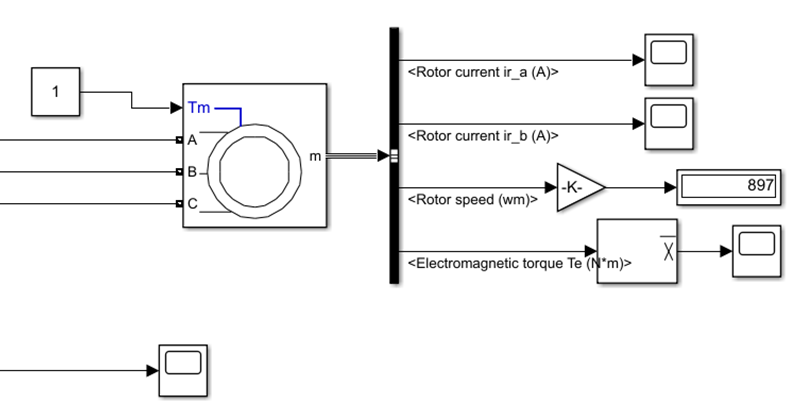 <Rotor current ir_a (A)>
1
Tm
<Rotor current ir_b (A)>
A
m
B
-K-
897
<Rotor speed (wm)>
C
X
<Electromagnetic torque Te (N*m)>